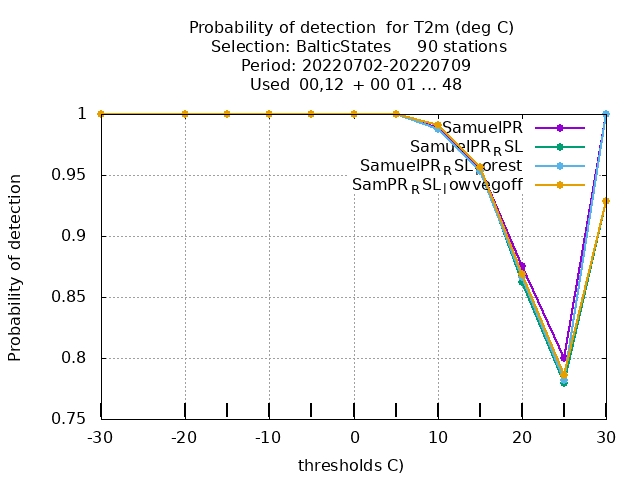 Probability of detection  for T2m (deg C)
Selection: BalticStates     90 stations
Period: 20220702-20220709
Used  00,12  + 00 01 ... 48
SamuelPR
SamuelPR_RSL
SamuelPR_RSL_forest
SamPR_RSL_lowvegoff
Probability of detection
1
0.95
0.9
0.85
0.8
0.75
-30 -20 -10 0 10 20 30
thresholds C)